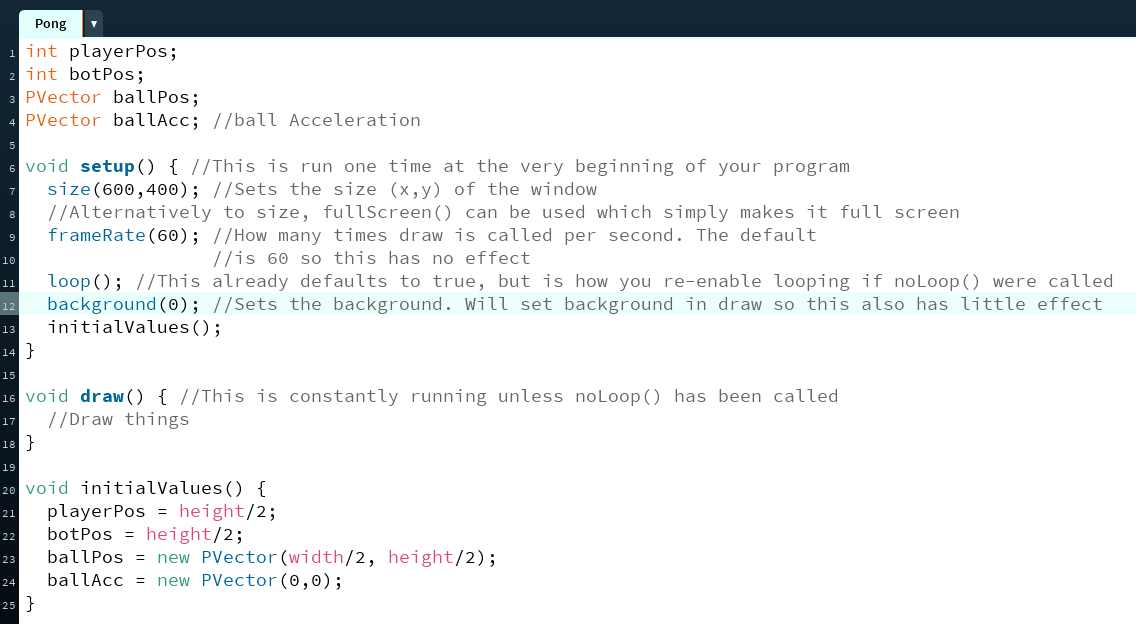 Pong ▼
1 int playerPos;
2 int botPos;
3 PVector ballPos;
4 PVector ballAcc; //ball Acceleration
5
6 void setup() { //This is run one time at the very beginning of your program
7   size(600,400); //Sets the size (x,y) of the window
8   //Alternatively to size, fullScreen() can be used which simply makes it full screen
9   frameRate(60); //How many times draw is called per second. The default
10                  //is 60 so this has no effect
11   loop(); //This already defaults to true, but is how you re-enable looping if noLoop() were called
12   background(0); //Sets the background. Will set background in draw so this also has little effect
13   initialValues();
14 }
15
16 void draw() { //This is constantly running unless noLoop() has been called
17   //Draw things
18 }
19
20 void initialValues() {
21   playerPos = height/2;
22   botPos = height/2;
23   ballPos = new PVector(width/2, height/2);
24   ballAcc = new PVector(0,0);
25 }